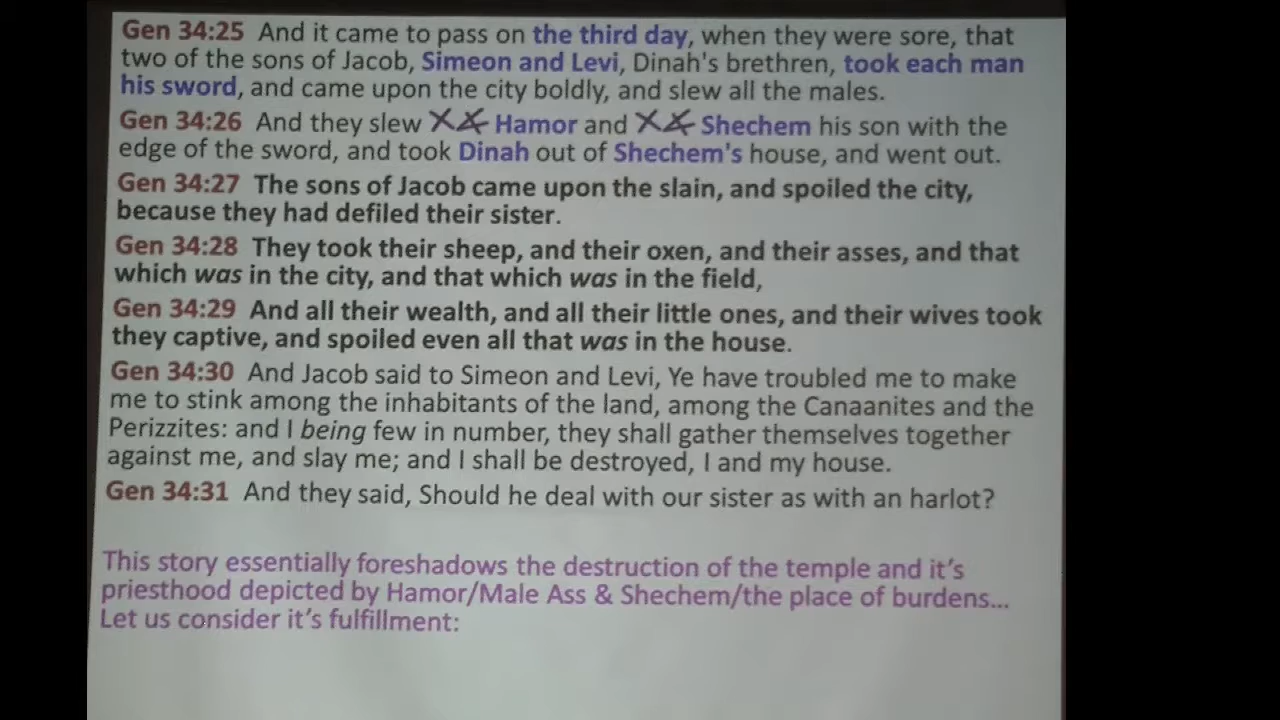 Gen 34:25 And it came to pass on the third day, when they were sore, that
two of the sons of Jacob, Simeon and Levi, Dinah's brethren, took each man
his sword, and came upon the city boldly, and slew all the males.
Gen 34:26 And they slew 𐤀𐤕 Hamor and 𐤀𐤕 Shechem his son with the
edge of the sword, and took Dinah out of Shechem's house, and went out.
Gen 34:27 The sons of Jacob came upon the slain, and spoiled the city,
because they had defiled their sister.
Gen 34:28 They took their sheep, and their oxen, and their asses, and that
which was in the city, and that which was in the field,
Gen 34:29 And all their wealth, and all their little ones, and their wives took
they captive, and spoiled even all that was in the house.
Gen 34:30 And Jacob said to Simeon and Levi, Ye have troubled me to make
me to stink among the inhabitants of the land, among the Canaanites and the
Perizzites: and I being few in number, they shall gather themselves together
against me, and slay me; and I shall be destroyed, I and my house.
Gen 34:31 And they said, Should he deal with our sister as with an harlot?
This story essentially foreshadows the destruction of the temple and it's
priesthood depicted by Hamor/Male Ass & Shechem/the place of burdens...
Let us consider it's fulfillment: